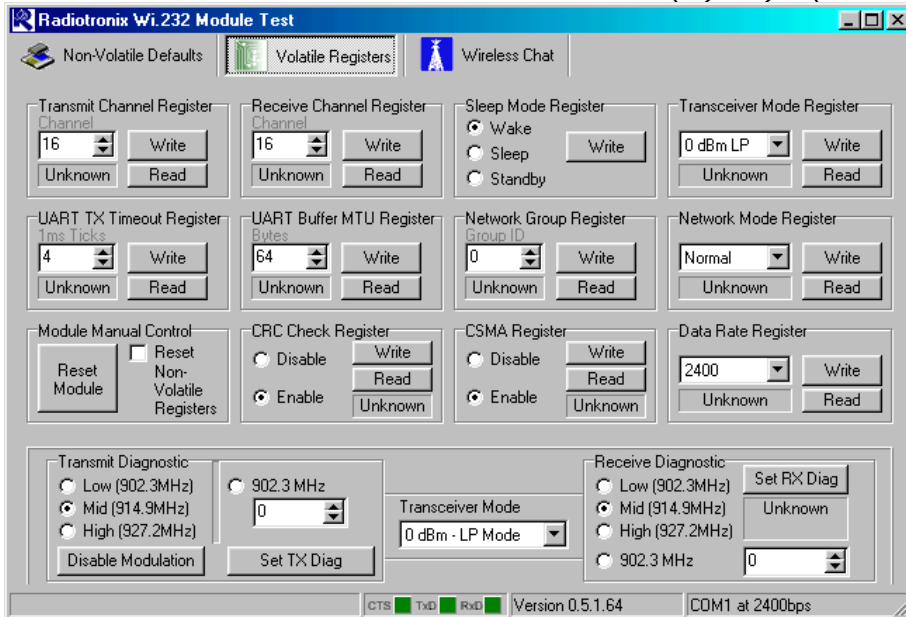 Radiotronix Wi.232 Module Test
Non-Volatile Defaults
Volatile Registers
Wireless Chat
Transmit Channel Register
Channel
16
Write
Unknown
Read
Receive Channel Register
Channel
16
Write
Unknown
Read
Sleep Mode Register
Wake
Sleep
Standby
Write
Transceiver Mode Register
0 dBm LP
Write
Unknown
Read
UART TX Timeout Register
1ms Ticks
4
Write
Unknown
Read
UART Buffer MTU Register
Bytes
64
Write
Unknown
Read
Network Group Register
Group ID
0
Write
Unknown
Read
Network Mode Register
Normal
Write
Unknown
Read
Module Manual Control
Reset
Module
Reset
Non-
Volatile
Registers
CRC Check Register
Disable
Enable
Write
Read
Unknown
CSMA Register
Disable
Enable
Write
Read
Unknown
Data Rate Register
2400
Write
Unknown
Read
Transmit Diagnostic
Low (902.3MHz)
Mid (914.9MHz)
High (927.2MHz)
Disable Modulation
902.3 MHz
0
Set TX Diag
Transceiver Mode
0 dBm - LP Mode
Receive Diagnostic
Low (902.3MHz)
Mid (914.9MHz)
High (927.2MHz)
902.3 MHz
Set RX Diag
Unknown
0
CTS TxD RxD
Version 0.5.1.64
COM1 at 2400bps